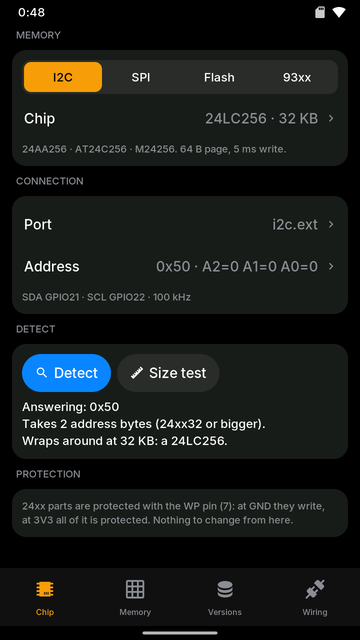 0:48
MEMORY
I2C SPI Flash 93xx
Chip 24LC256 · 32 KB
24AA256 · AT24C256 · M24256. 64 B page, 5 ms write.
CONNECTION
Port i2c.ext
Address 0x50 · A2=0 A1=0 A0=0
SDA GPIO21 · SCL GPIO22 · 100 kHz
DETECT
Detect Size test
Answering: 0x50
Takes 2 address bytes (24xx32 or bigger).
Wraps around at 32 KB: a 24LC256.
PROTECTION
24xx parts are protected with the WP pin (7): at GND they write,
at 3V3 all of it is protected. Nothing to change from here.
Chip Memory Versions Wiring